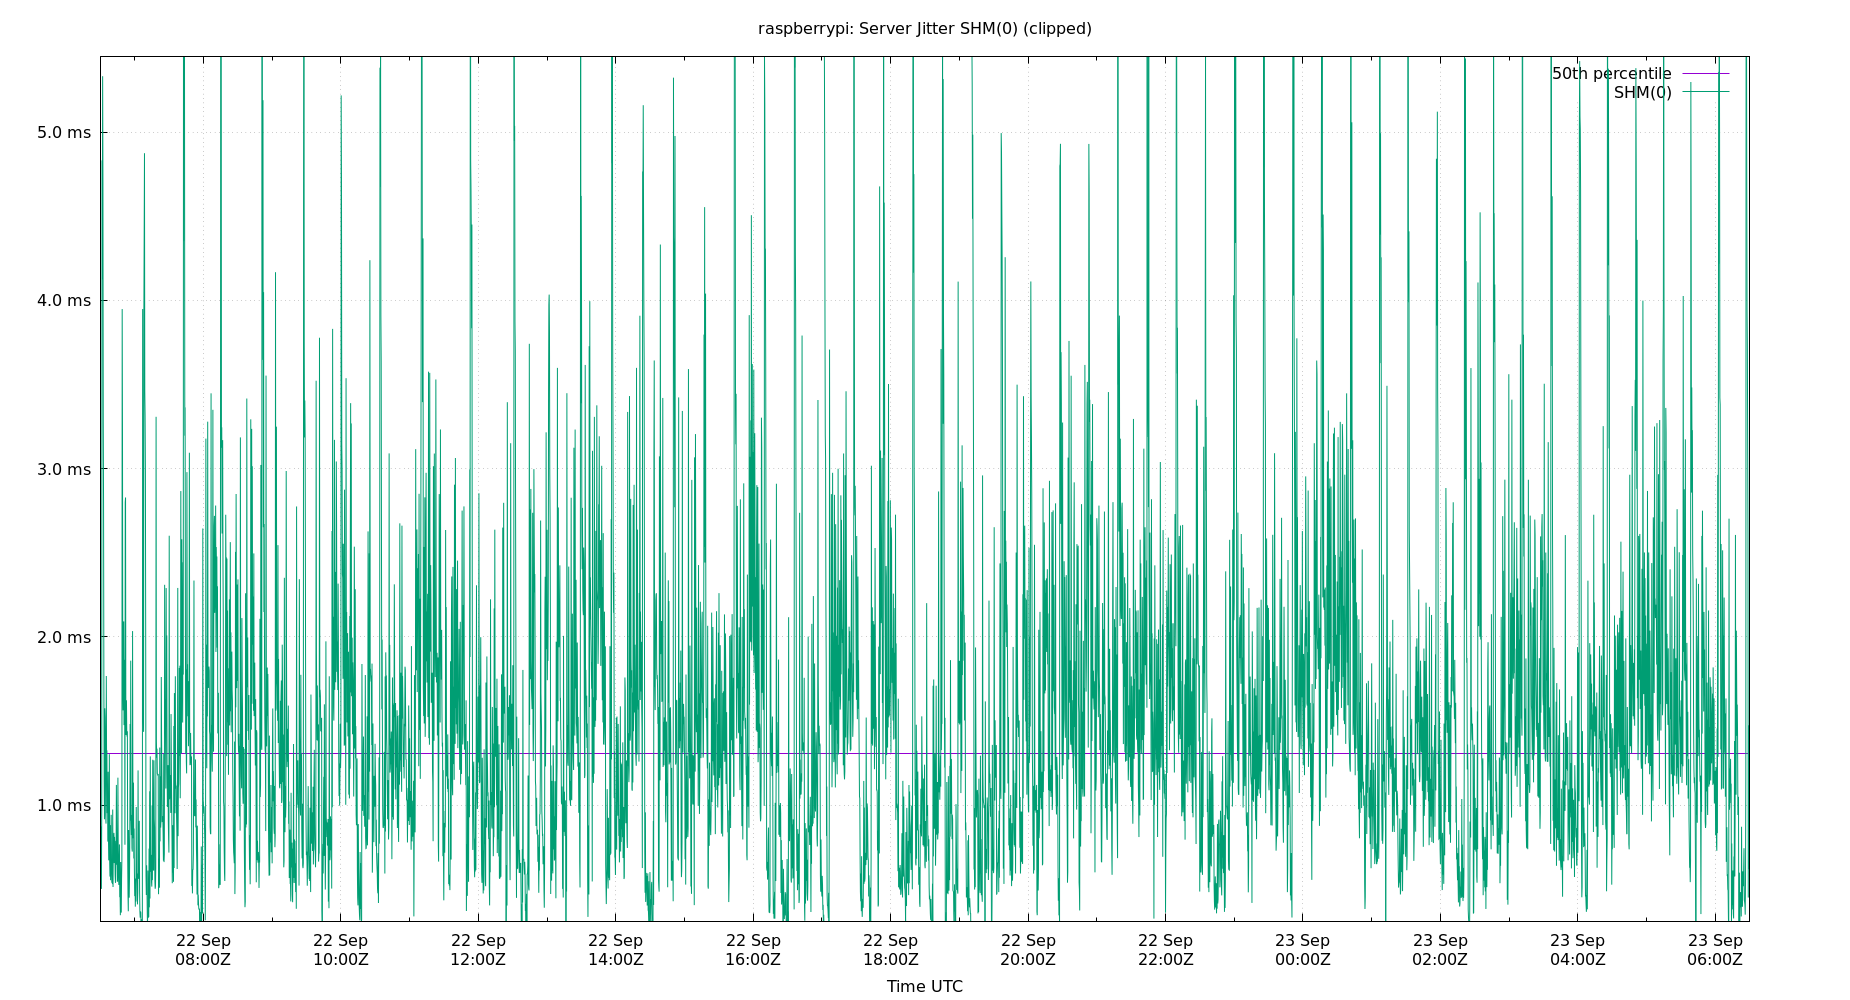 raspberrypi: Server Jitter SHM(0) (clipped)
50th percentile
SHM(0)
5.0 ms
4.0 ms
3.0 ms
2.0 ms
1.0 ms
22 Sep 22 Sep 22 Sep 22 Sep 22 Sep 22 Sep 22 Sep 22 Sep 23 Sep 23 Sep 23 Sep 23 Sep
08:00Z 10:00Z 12:00Z 14:00Z 16:00Z 18:00Z 20:00Z 22:00Z 00:00Z 02:00Z 04:00Z 06:00Z
Time UTC